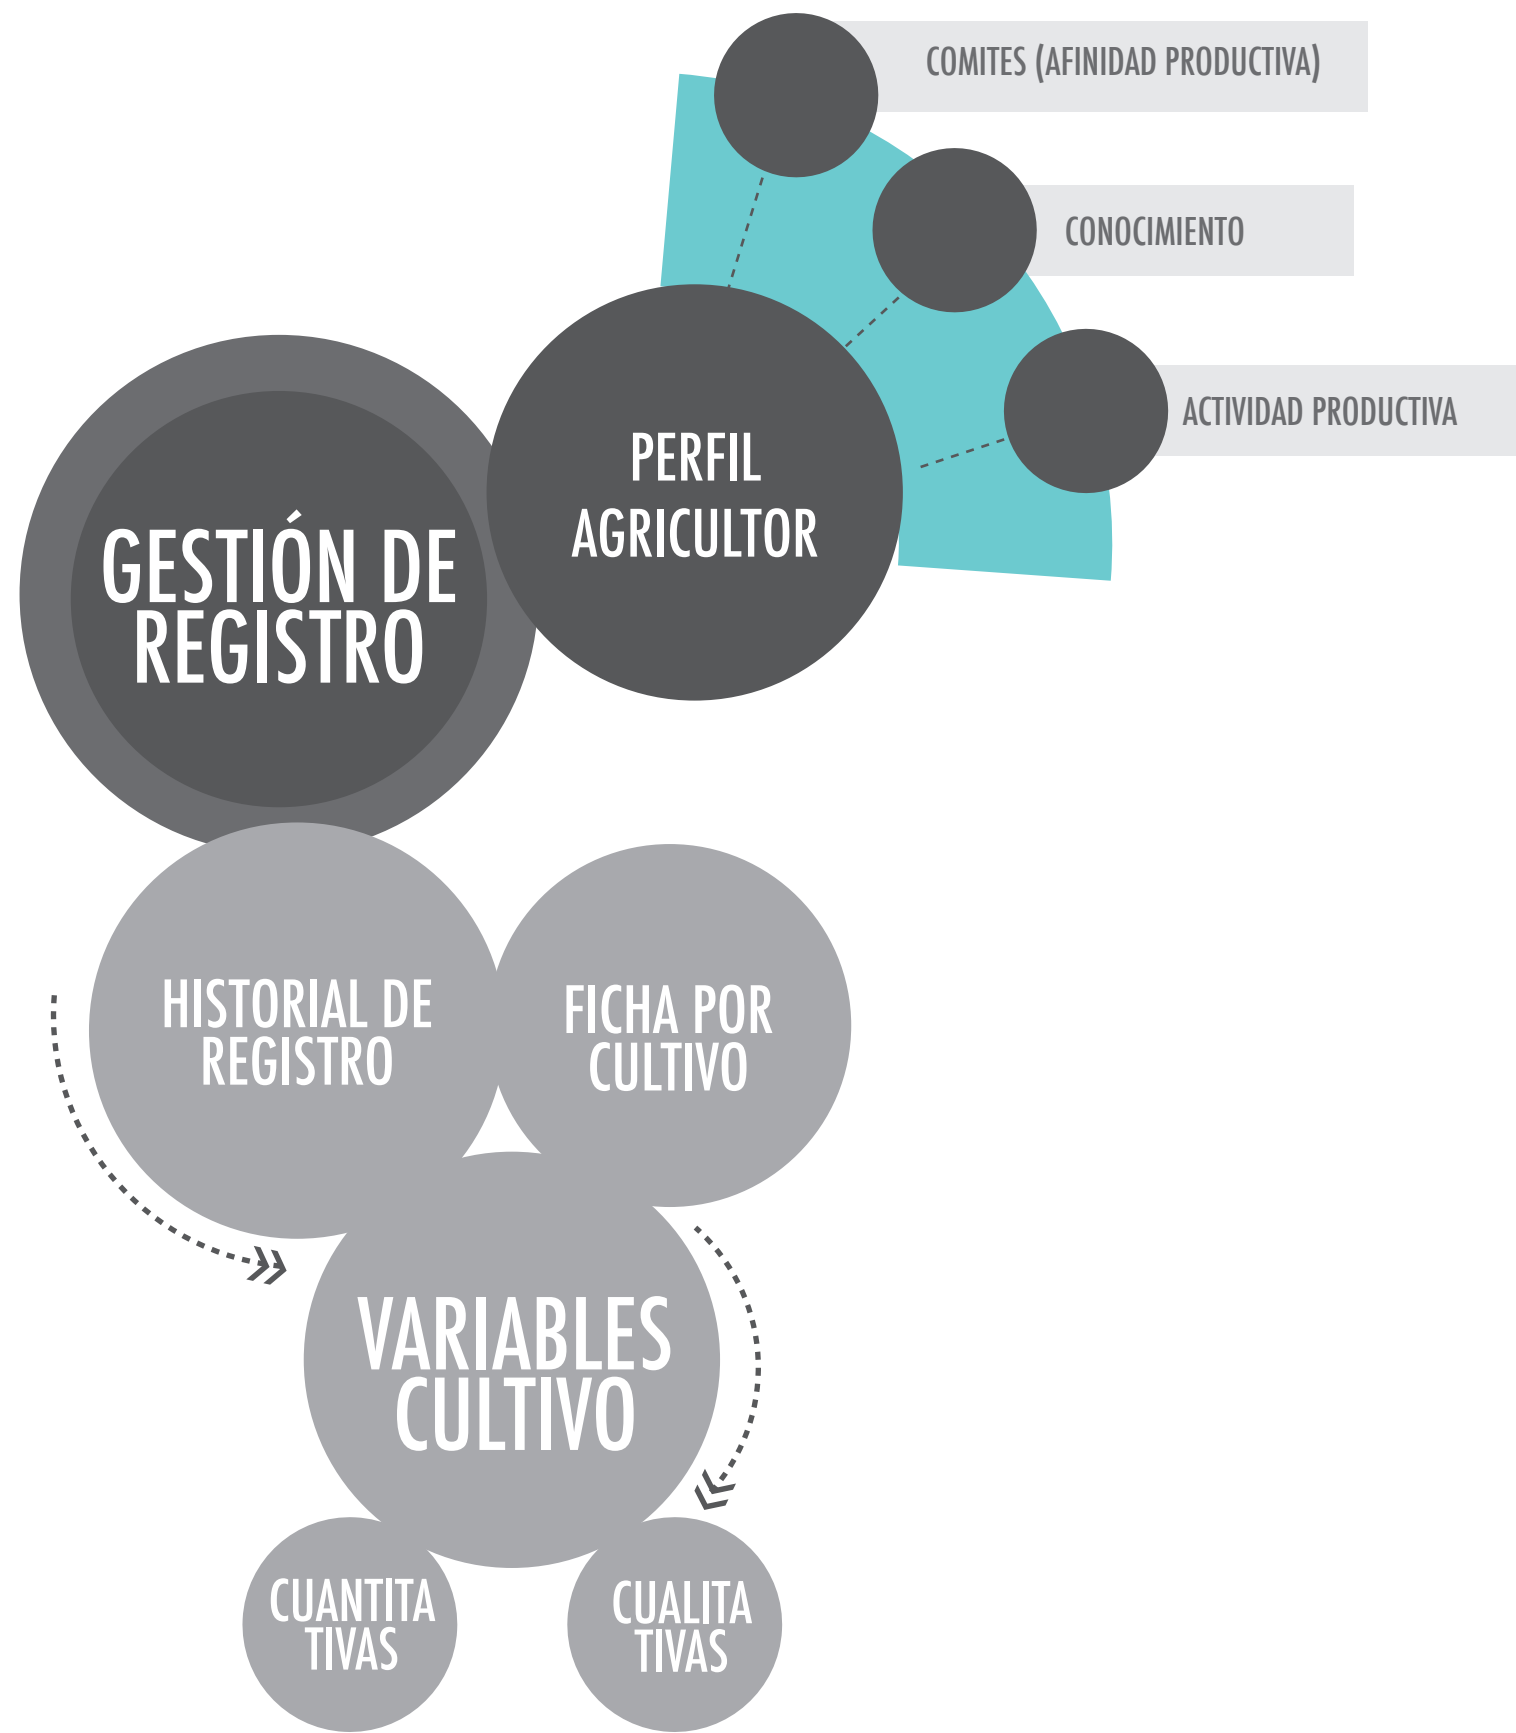 COMITES (AFINIDAD PRODUCTIVA)
CONOCIMIENTO
ACTIVIDAD PRODUCTIVA
PERFIL
AGRICULTOR
GESTIÓN DE
REGISTRO
HISTORIAL DE
REGISTRO
FICHA POR
CULTIVO
VARIABLES
CULTIVO
CUANTITA
TIVAS
CUALITA
TIVAS